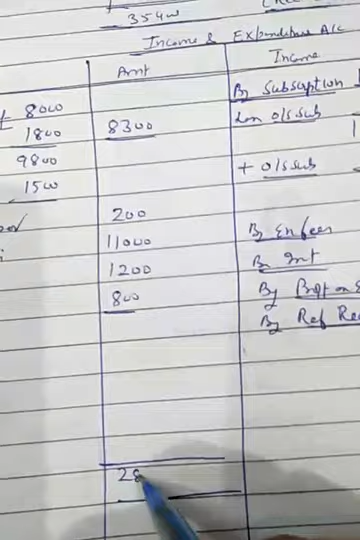 35400
Income & Expenditure A/c
Amt Income
8000 By Subscription
1800 8300 Less o/s sub
9800 + o/s sub
1500
200 By En fees
11000 By Int
1200 By
800 By
28